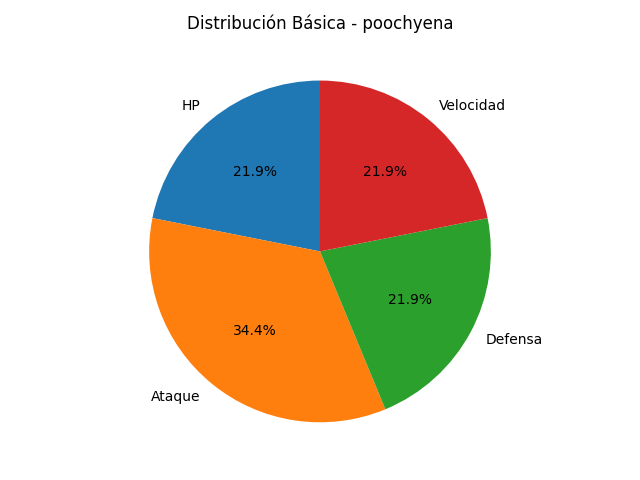 Distribución Básica - poochyena
HP
Velocidad
21.9%
21.9%
21.9%
34.4%
Defensa
Ataque